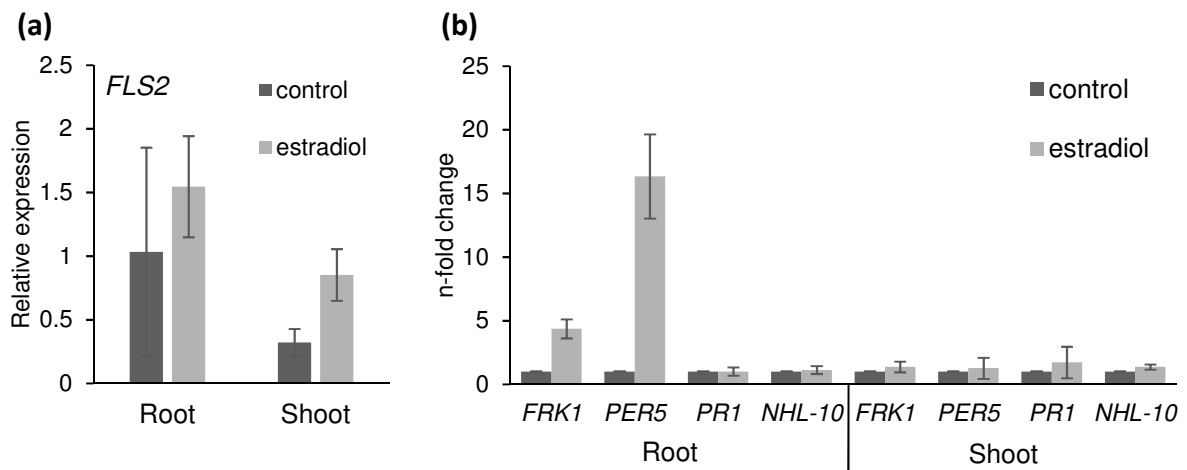 (a)
2.5
2
1.5
1
0.5
0
Relative expression
FLS2
control
estradiol
Root Shoot
(b)
25
20
15
10
5
0
n-fold change
control
estradiol
FRK1 PER5 PR1 NHL-10 FRK1 PER5 PR1 NHL-10
Root Shoot